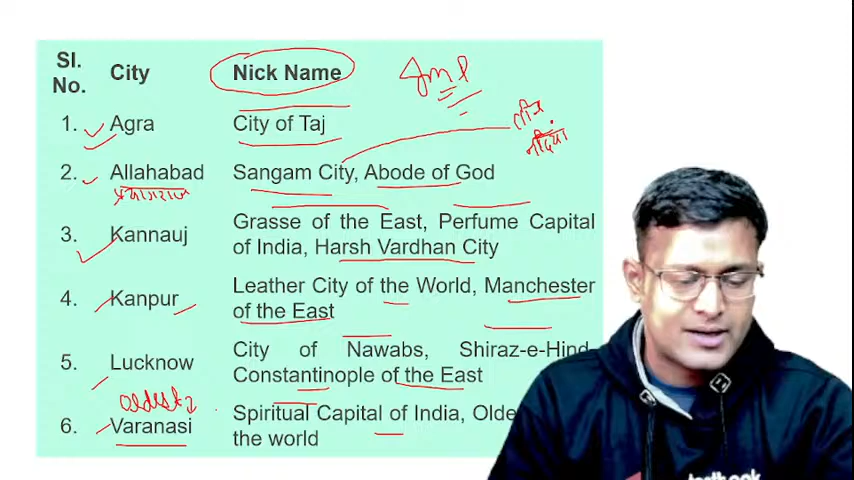 Sl. No. City Nick Name Imp
1. Agra City of Taj
तीन
नदियां
2. Allahabad Sangam City, Abode of God
प्रयागराज
3. Kannauj Grasse of the East, Perfume Capital
of India, Harsh Vardhan City
4. Kanpur Leather City of the World, Manchester
of the East
5. Lucknow City of Nawabs, Shiraz-e-Hind,
Constantinople of the East
oldest
6. Varanasi Spiritual Capital of India,
the world